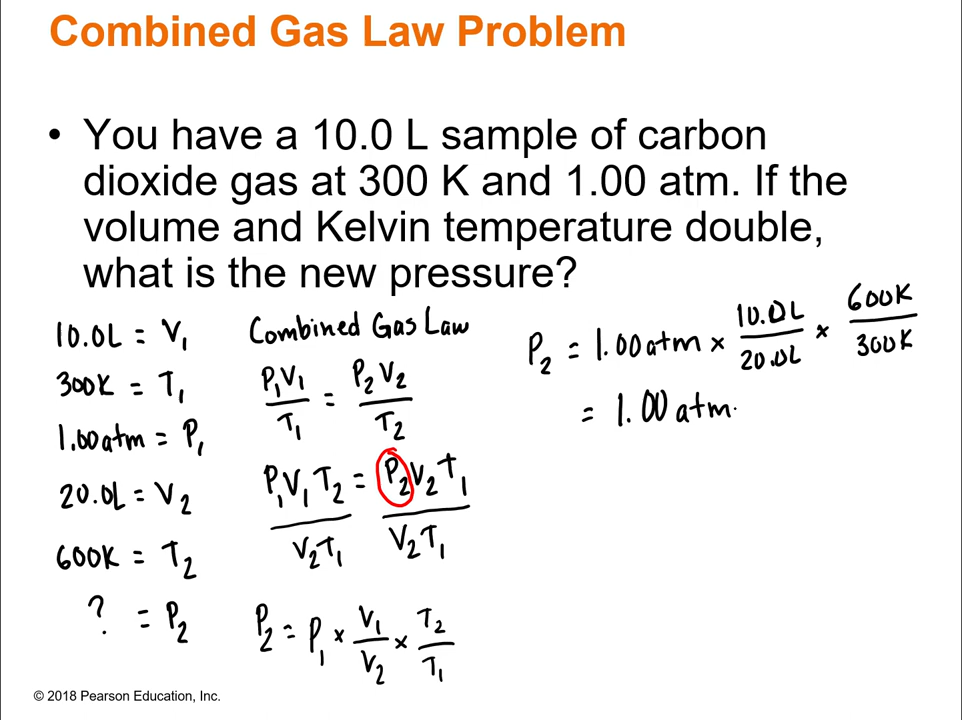 Combined Gas Law Problem
• You have a 10.0 L sample of carbon
dioxide gas at 300 K and 1.00 atm. If the
volume and Kelvin temperature double,
what is the new pressure?
10.0L = V₁
300K = T₁
1.00atm = P₁
20.0L = V₂
600K = T₂
? = P₂
Combined Gas Law
P₁V₁/T₁ = P₂V₂/T₂
P₁V₁T₂/V₂T₁ = P₂V₂T₁/V₂T₁
P₂ = P₁ × V₁/V₂ × T₂/T₁
P₂ = 1.00atm × 10.0L/20.0L × 600K/300K
= 1.00 atm.
© 2018 Pearson Education, Inc.